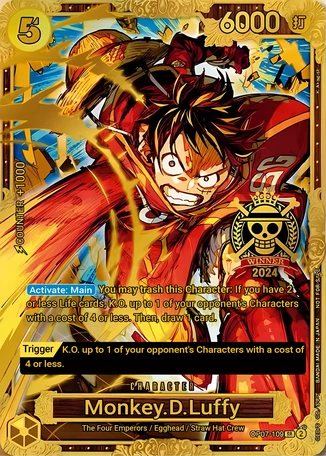 5
6000 打
COUNTER +1000
WINNER
2024
Activate: Main You may trash this Character: If you have 2
or less Life cards, K.O. up to 1 of your opponent's Characters
with a cost of 4 or less. Then, draw 1 card.
Trigger K.O. up to 1 of your opponent's Characters with a cost of
4 or less.
CHARACTER
Monkey.D.Luffy
The Four Emperors / Egghead / Straw Hat Crew
OP07-109 SR 2